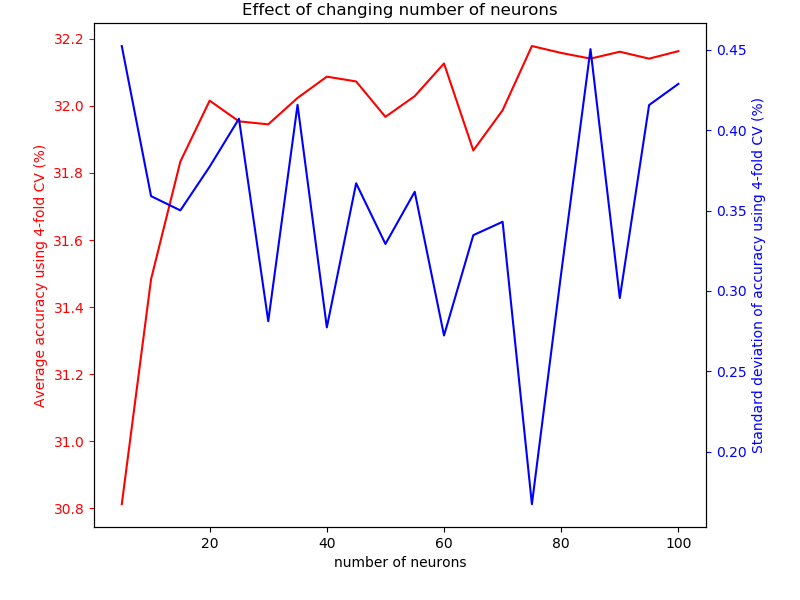 Effect of changing number of neurons
Average accuracy using 4-fold CV (%)
32.2
32.0
31.8
31.6
31.4
31.2
31.0
30.8
0.45
0.40
0.35
0.30
0.25
0.20
Standard deviation of accuracy using 4-fold CV (%)
20 40 60 80 100
number of neurons